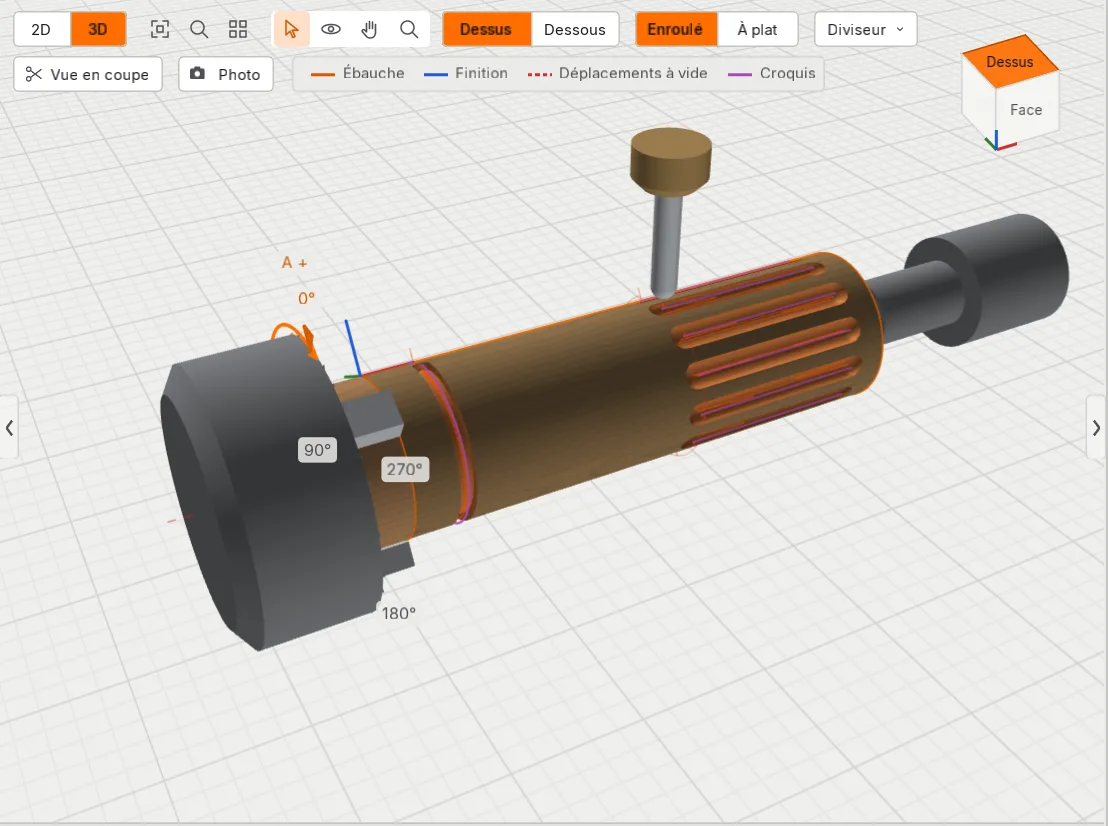 2D 3D Dessus Dessous Enroulé À plat Diviseur
Vue en coupe Photo Ébauche Finition Déplacements à vide Croquis
Dessus
Face
A +
0°
90°
270°
180°